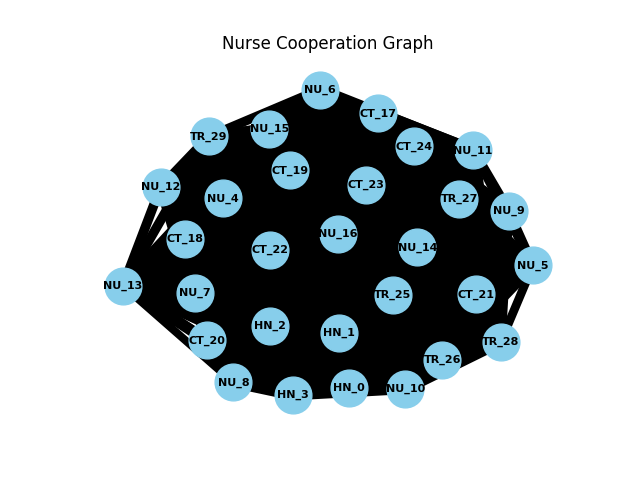 Nurse Cooperation Graph
NU_6
CT_17
NU_15
TR_29
CT_24
NU_11
CT_19
CT_23
NU_12
NU_4
TR_27
NU_9
NU_16
CT_18
NU_14
CT_22
NU_5
NU_13
NU_7
TR_25
CT_21
HN_2
HN_1
CT_20
TR_28
TR_26
NU_8
HN_0
NU_10
HN_3